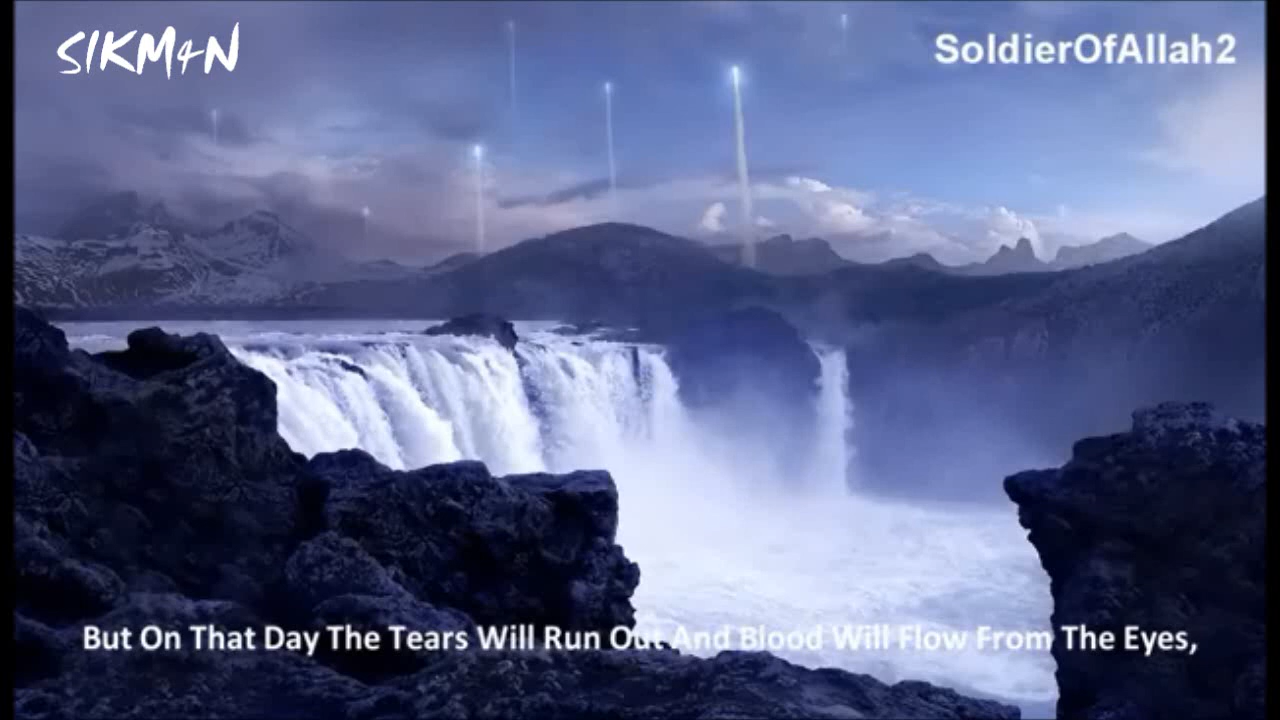 SIKM4N
SoldierOfAllah2
But On That Day The Tears Will Run Out And Blood Will Flow From The Eyes,